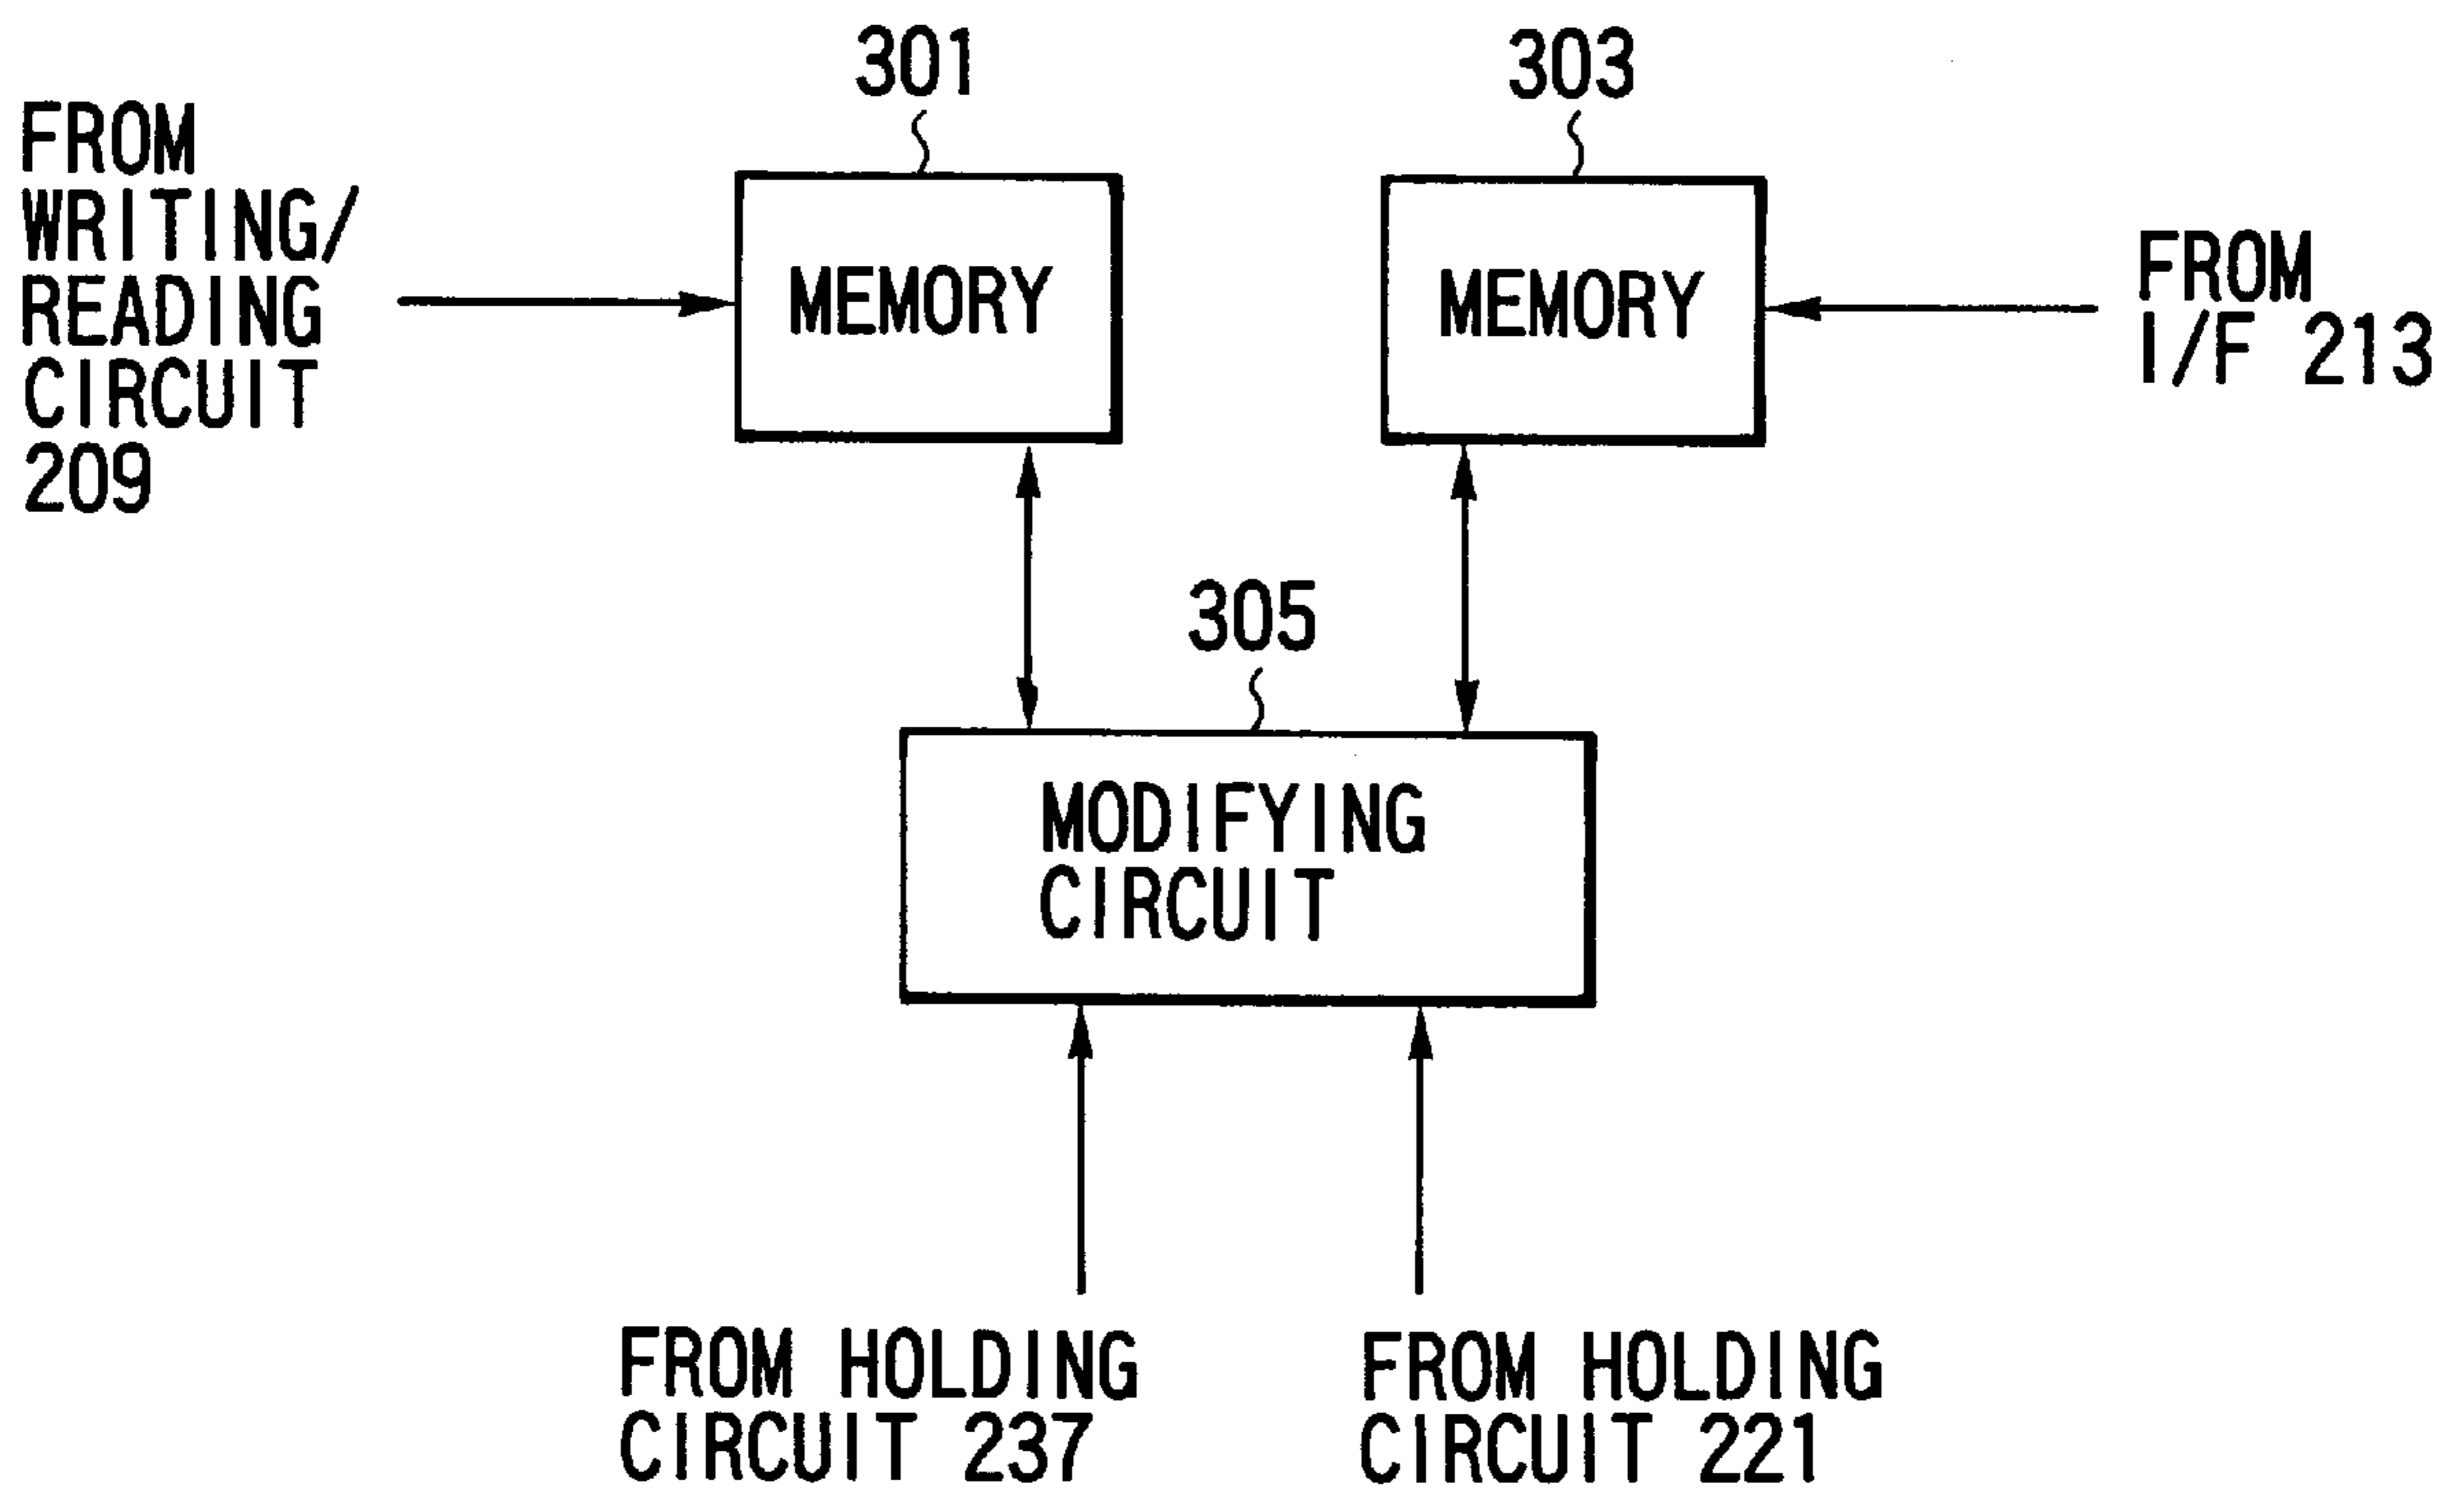 301
303
FROM
WRITING/
READING
CIRCUIT
209
MEMORY
MEMORY
FROM
I/F 213
305
MODIFYING
CIRCUIT
FROM HOLDING
CIRCUIT 237
FROM HOLDING
CIRCUIT 221